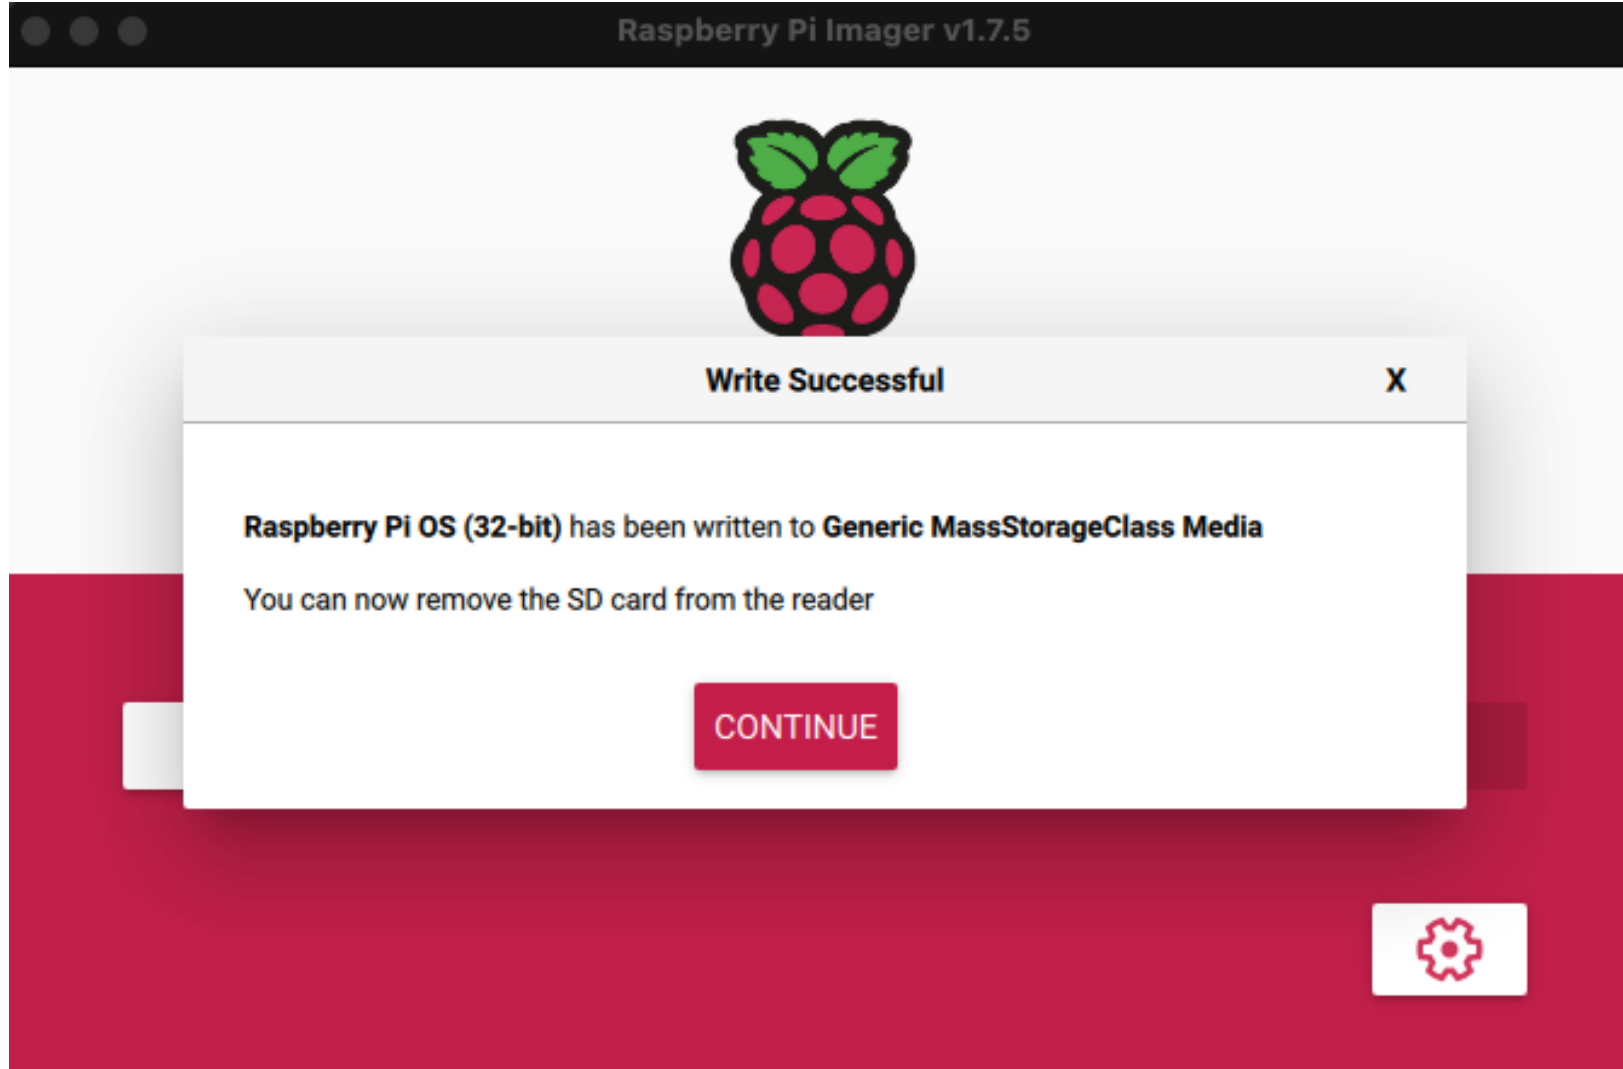 Raspberry Pi Imager v1.7.5
Write Successful
X
Raspberry Pi OS (32-bit) has been written to Generic MassStorageClass Media
You can now remove the SD card from the reader
CONTINUE